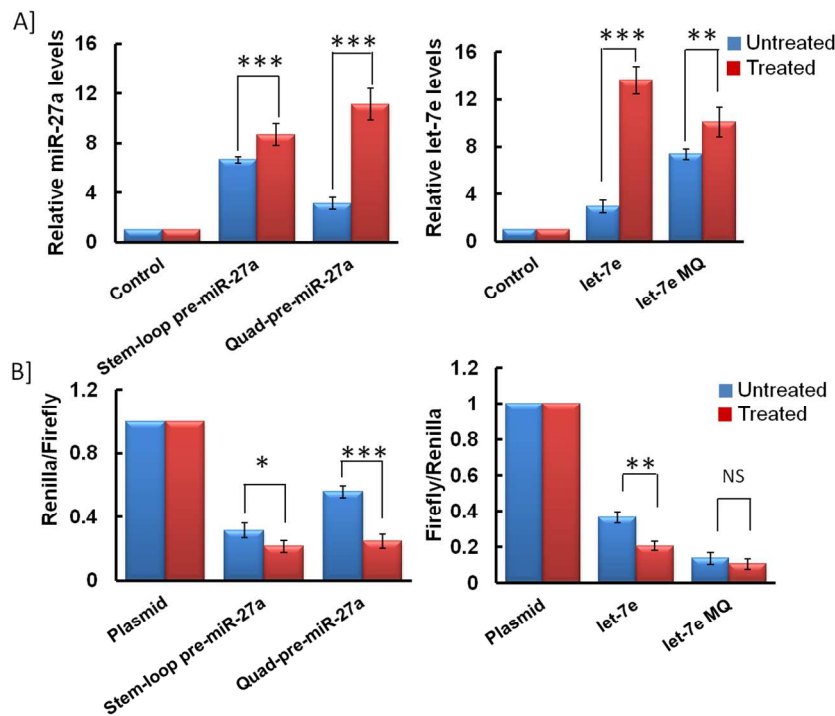 A]
Relative miR-27a levels
16
12
8
4
0
***
***
Control
Stem-loop pre-miR-27a
Quad-pre-miR-27a
Relative let-7e levels
16
12
8
4
0
***
**
Untreated
Treated
Control
let-7e
let-7e MQ
B]
Renilla/Firefly
1.2
0.8
0.4
0
*
***
Plasmid
Stem-loop pre-miR-27a
Quad-pre-miR-27a
Firefly/Renilla
1.2
1
0.8
0.6
0.4
0.2
0
**
NS
Untreated
Treated
Plasmid
let-7e
let-7e MQ